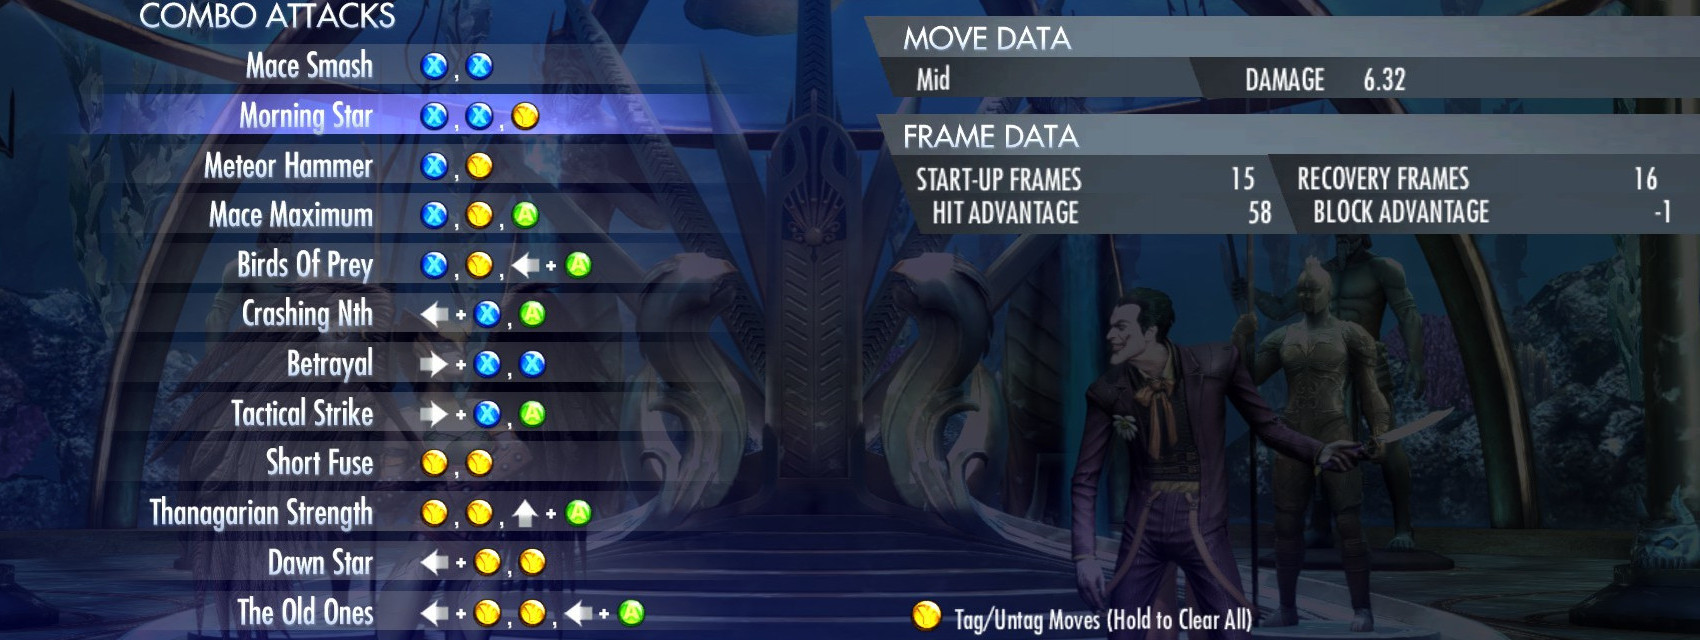 COMBO ATTACKS
Mace Smash X , X
Morning Star X , X , Y
Meteor Hammer X , Y
Mace Maximum X , Y , A
Birds Of Prey X , Y , ← + A
Crashing Nth ← + X , A
Betrayal → + X , X
Tactical Strike → + X , A
Short Fuse Y , Y
Thanagarian Strength Y , Y , ↑ + A
Dawn Star ← + Y , Y
The Old Ones ← + Y , Y , ← + A
MOVE DATA
Mid DAMAGE 6.32
FRAME DATA
START-UP FRAMES 15 RECOVERY FRAMES 16
HIT ADVANTAGE 58 BLOCK ADVANTAGE -1
Y Tag/Untag Moves (Hold to Clear All)